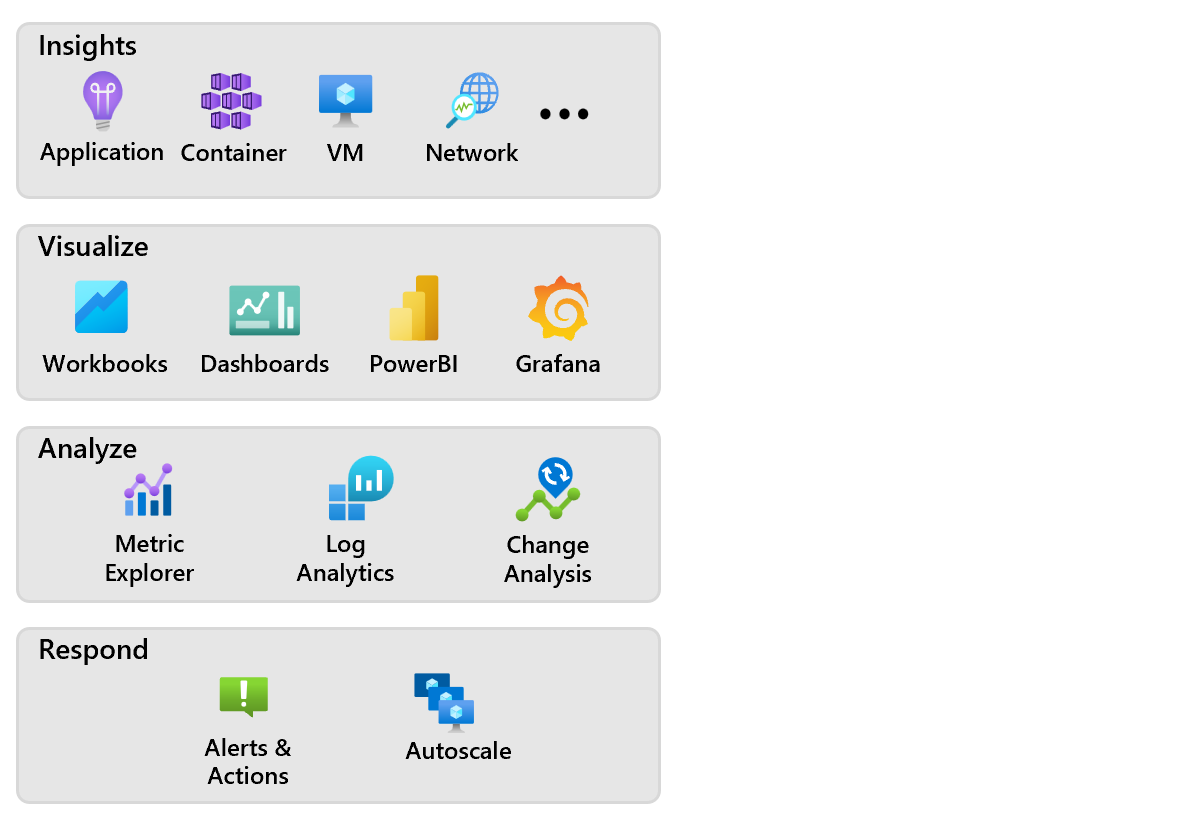 Insights
Application Container VM Network
Visualize
Workbooks Dashboards PowerBI Grafana
Analyze
Metric
Explorer
Log
Analytics
Change
Analysis
Respond
Alerts &
Actions
Autoscale